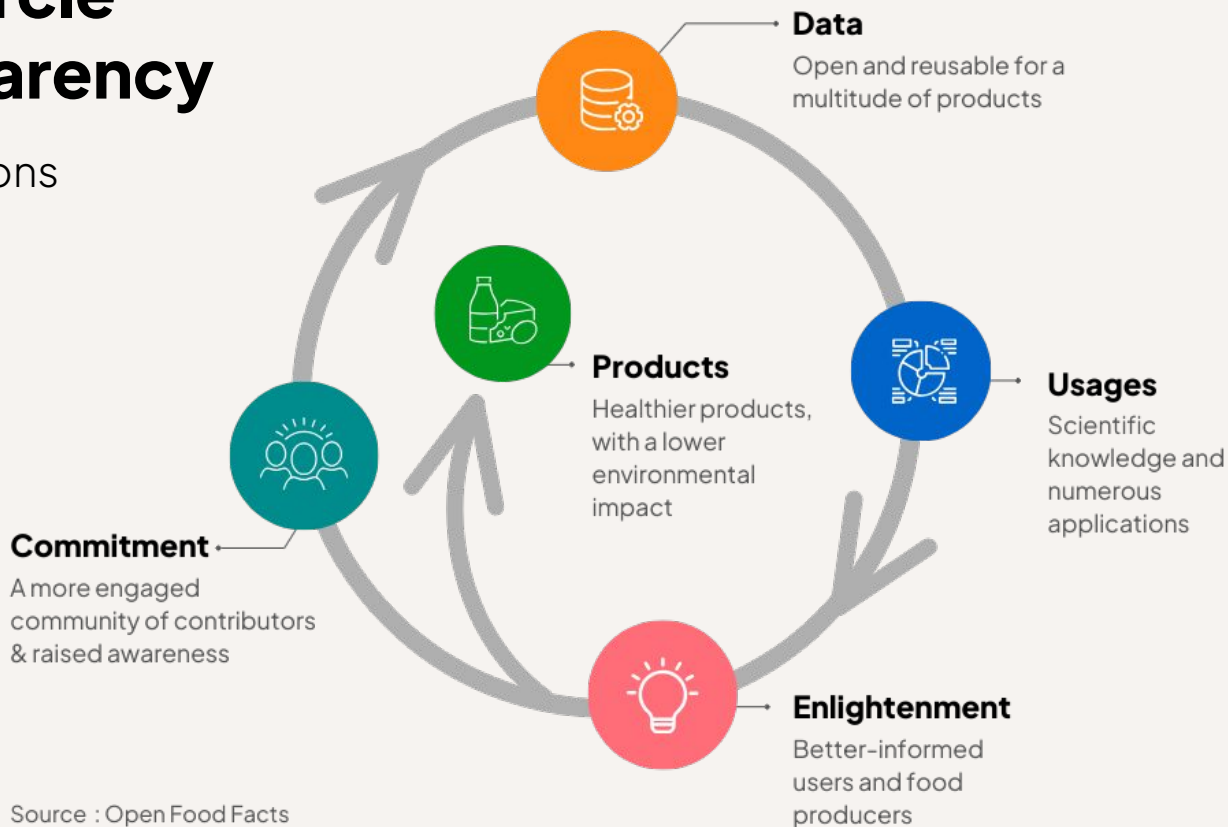 Data
Open and reusable for a
multitude of products
Products
Healthier products,
with a lower
environmental
impact
Usages
Scientific
knowledge and
numerous
applications
Commitment
A more engaged
community of contributors
& raised awareness
Enlightenment
Better-informed
users and food
producers
Source : Open Food Facts